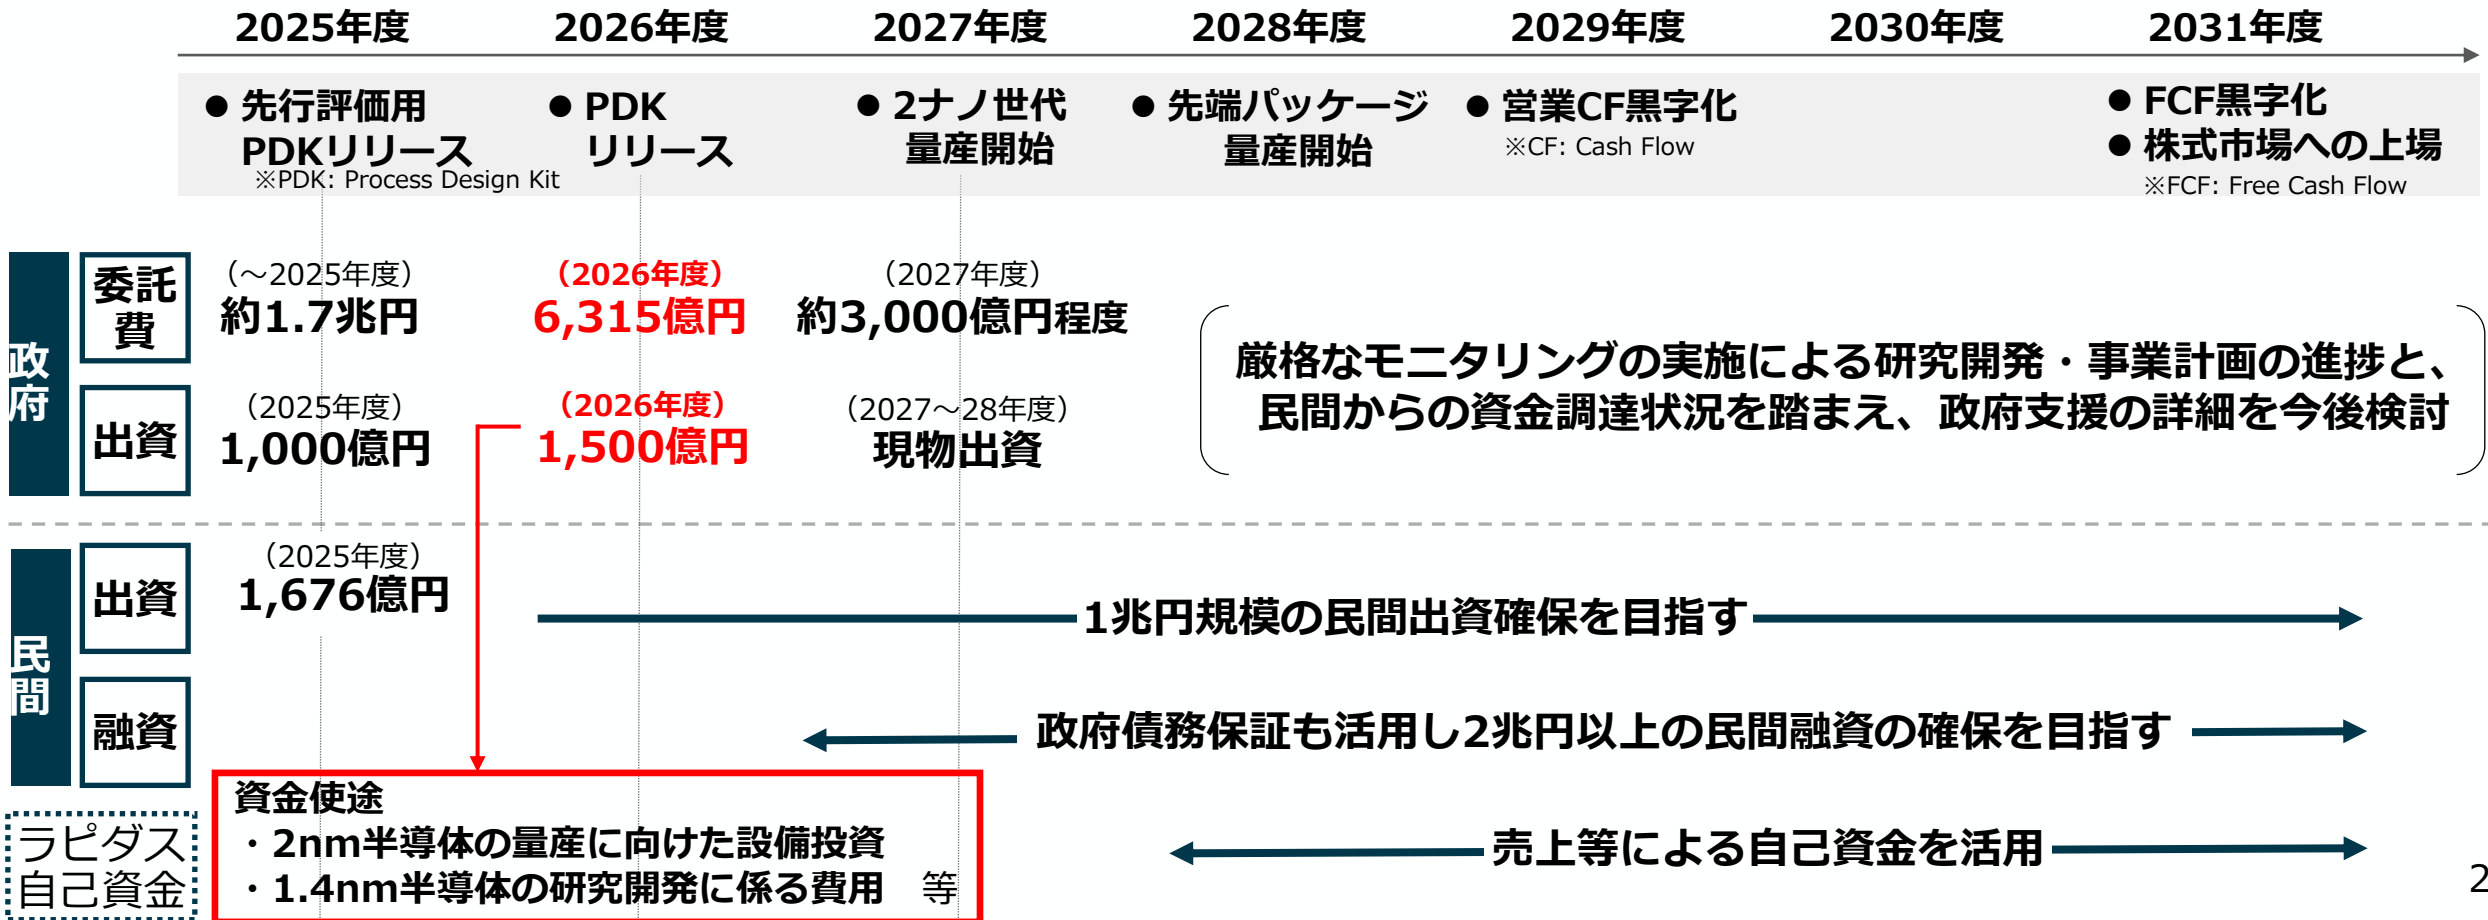 2025年度 2026年度 2027年度 2028年度 2029年度 2030年度 2031年度
● 先行評価用
PDKリリース
※PDK: Process Design Kit
● PDK
リリース
● 2ナノ世代
量産開始
● 先端パッケージ
量産開始
● 営業CF黒字化
※CF: Cash Flow
● FCF黒字化
● 株式市場への上場
※FCF: Free Cash Flow
政府
委託
費
（～2025年度）
約1.7兆円
（2026年度）
6,315億円
（2027年度）
約3,000億円程度
出資
（2025年度）
1,000億円
（2026年度）
1,500億円
（2027～28年度）
現物出資
厳格なモニタリングの実施による研究開発・事業計画の進捗と、
民間からの資金調達状況を踏まえ、政府支援の詳細を今後検討
民間
出資
（2025年度）
1,676億円
1兆円規模の民間出資確保を目指す
融資
政府債務保証も活用し2兆円以上の民間融資の確保を目指す
資金使途
・2nm半導体の量産に向けた設備投資
・1.4nm半導体の研究開発に係る費用　等
ラピダス
自己資金
売上等による自己資金を活用
2